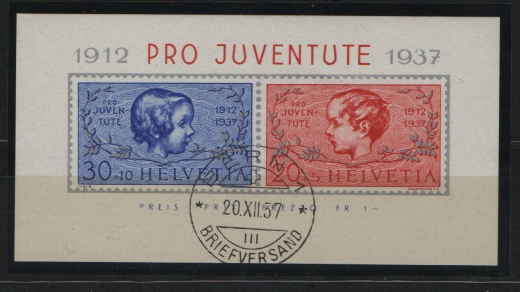 1912 PRO JUVENTUTE 1937
PRO
JUVEN-
TUTE
1912
1937
30+10 HELVETIA
PRO
JUVEN-
TUTE
1912
1937
20+5 HELVETIA
PREIS FR 1—
20.XII.37
III
BRIEFVERSAND